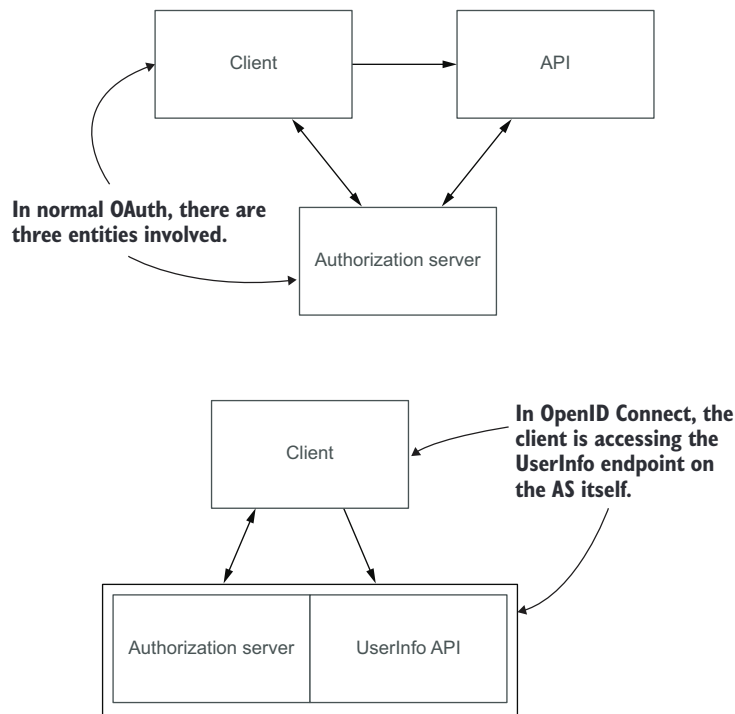 Client
API
In normal OAuth, there are
three entities involved.
Authorization server
In OpenID Connect, the
client is accessing the
UserInfo endpoint on
the AS itself.
Client
Authorization server
UserInfo API